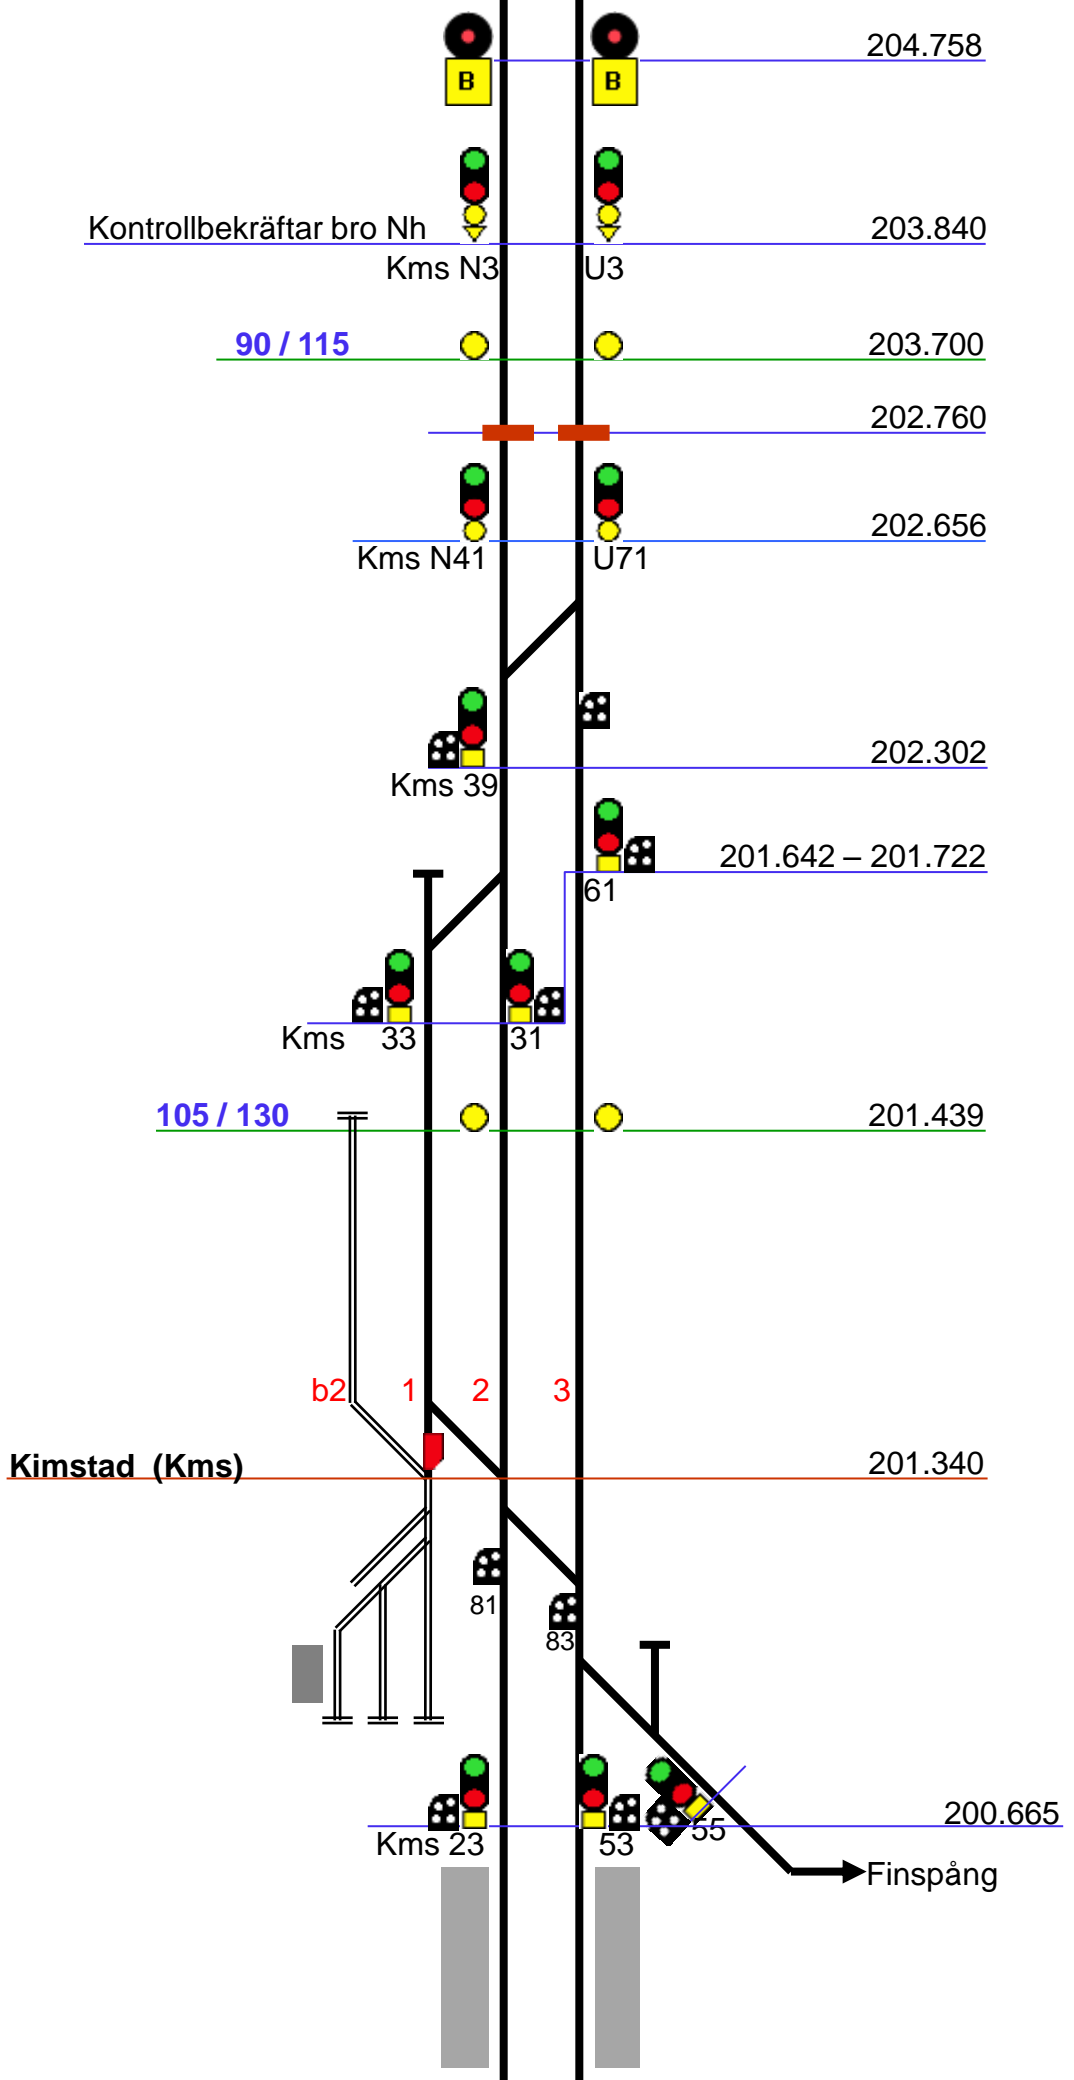 204.758
B B
Kontrollbekräftar bro Nh 203.840
Kms N3 U3
90 / 115 203.700
202.760
202.656
Kms N41 U71
202.302
Kms 39
201.642 – 201.722
61
Kms 33 31
105 / 130 201.439
b2 1 2 3
Kimstad (Kms) 201.340
81
83
200.665
Kms 23 53 55
Finspång